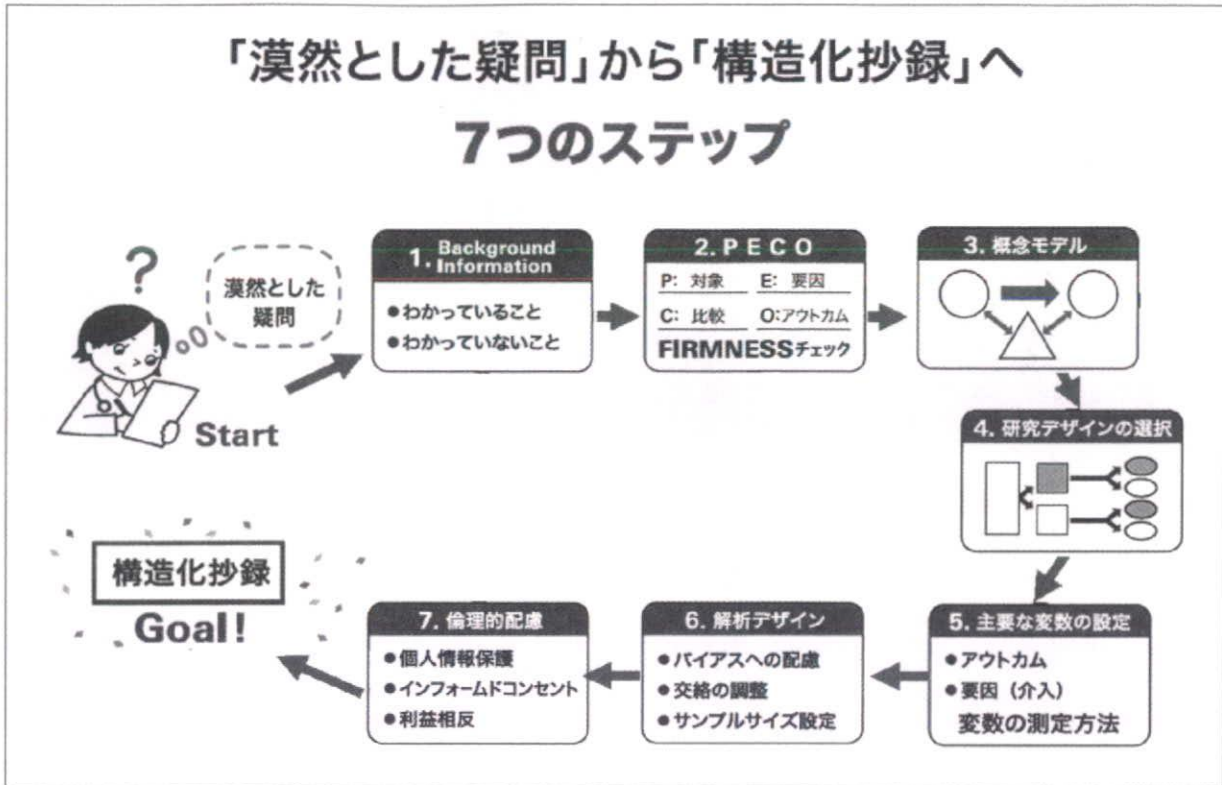 「漠然とした疑問」から「構造化抄録」へ
7つのステップ
?
漠然とした
疑問
Start
1. Background
Information
●わかっていること
●わかっていないこと
2. P E C O
P: 対象 E: 要因
C: 比較 O:アウトカム
FIRMNESSチェック
3. 概念モデル
4. 研究デザインの選択
5. 主要な変数の設定
●アウトカム
●要因（介入）
変数の測定方法
6. 解析デザイン
●バイアスへの配慮
●交絡の調整
●サンプルサイズ設定
7. 倫理的配慮
●個人情報保護
●インフォームドコンセント
●利益相反
構造化抄録
Goal!